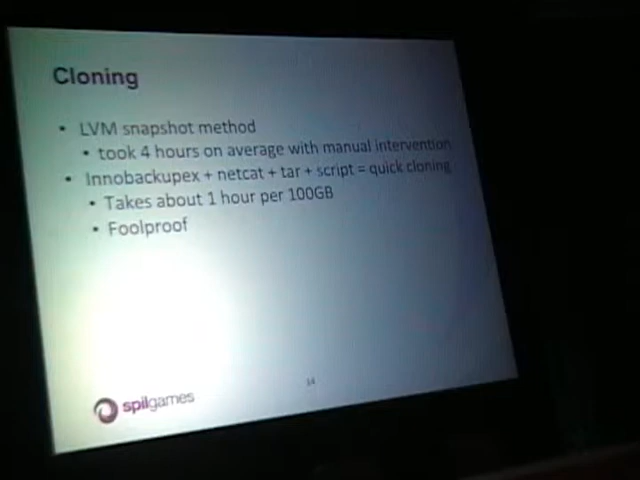 Cloning
• LVM snapshot method
• took 4 hours on average with manual intervention
• Innobackupex + netcat + tar + script = quick cloning
• Takes about 1 hour per 100GB
• Foolproof
14
spilgames